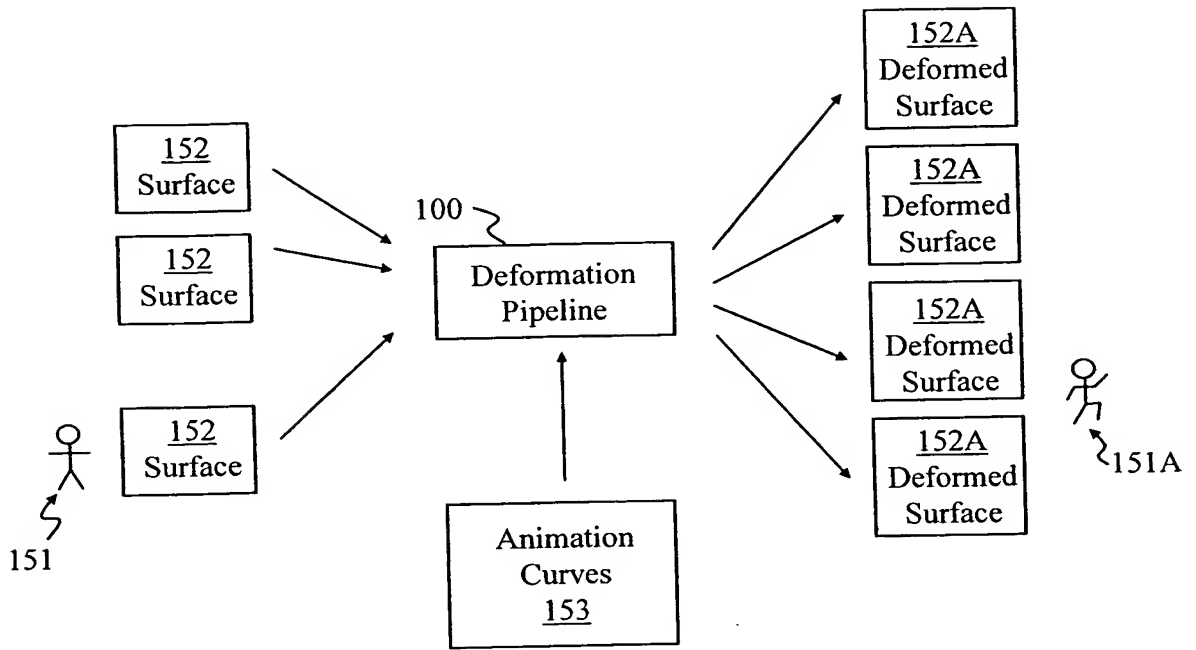 152
Surface
152
Surface
152
Surface
151
100
Deformation
Pipeline
Animation
Curves
153
152A
Deformed
Surface
152A
Deformed
Surface
152A
Deformed
Surface
152A
Deformed
Surface
151A